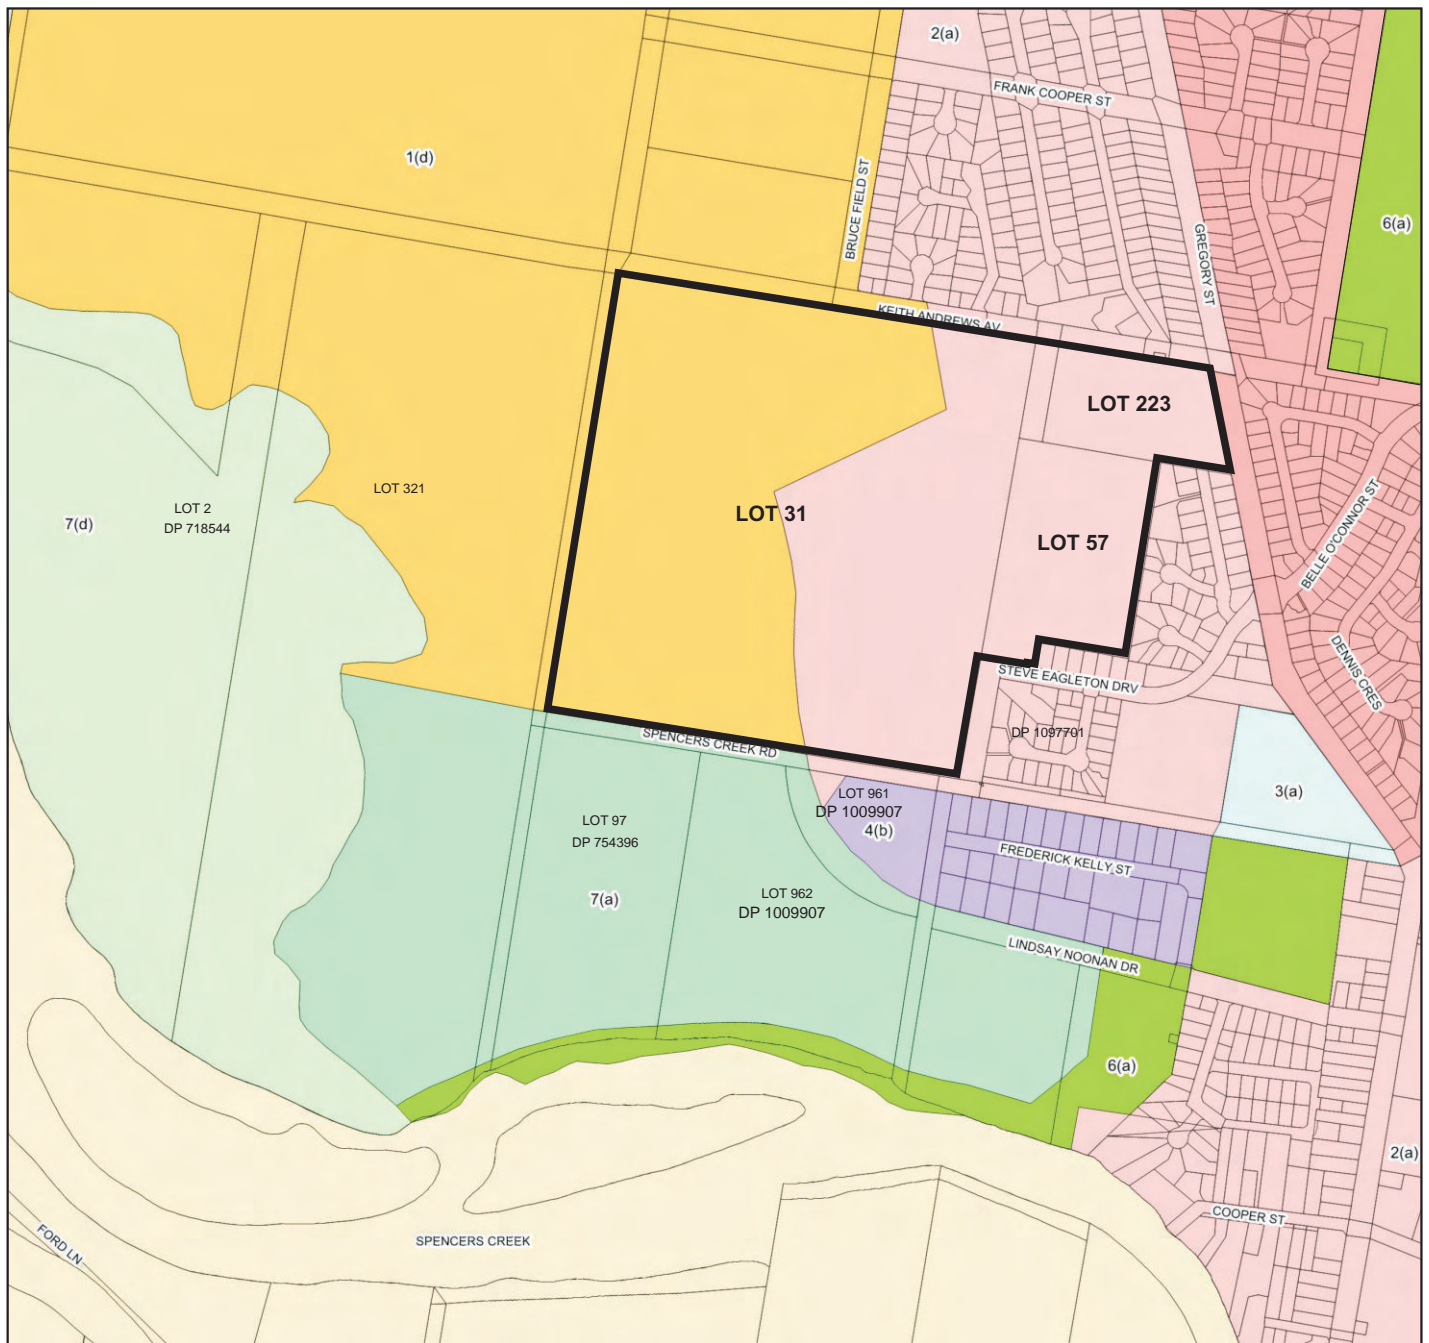 2(a)
FRANK COOPER ST
1(d)
BRUCE FIELD ST
6(a)
GREGORY ST
KEITH ANDREWS AV
LOT 223
LOT 321
LOT 2
DP 718544
7(d)
LOT 31
LOT 57
BELLE O'CONNOR ST
DENNIS CRES
STEVE EAGLETON DRV
DP 1097701
SPENCERS CREEK RD
3(a)
LOT 961
DP 1009907
4(b)
LOT 97
DP 754396
FREDERICK KELLY ST
7(a)
LOT 962
DP 1009907
LINDSAY NOONAN DR
6(a)
2(a)
COOPER ST
FORD LN
SPENCERS CREEK